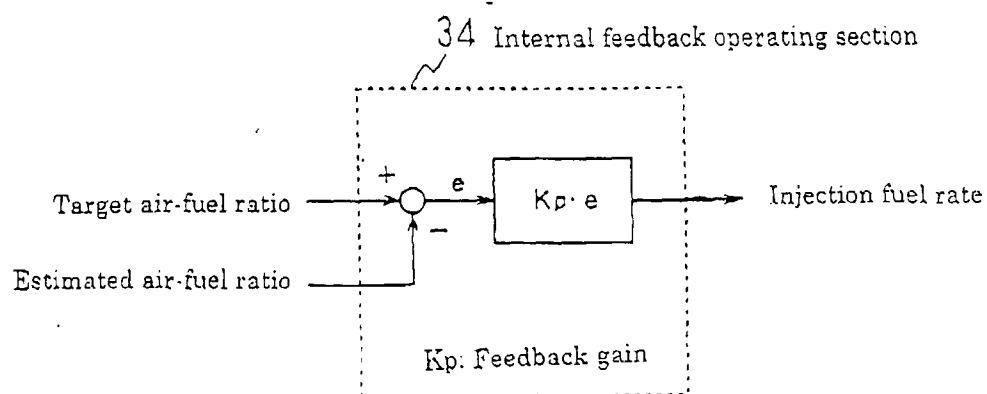 34 Internal feedback operating section
+
e
Target air-fuel ratio
Kp· e
Injection fuel rate
−
Estimated air-fuel ratio
Kp: Feedback gain